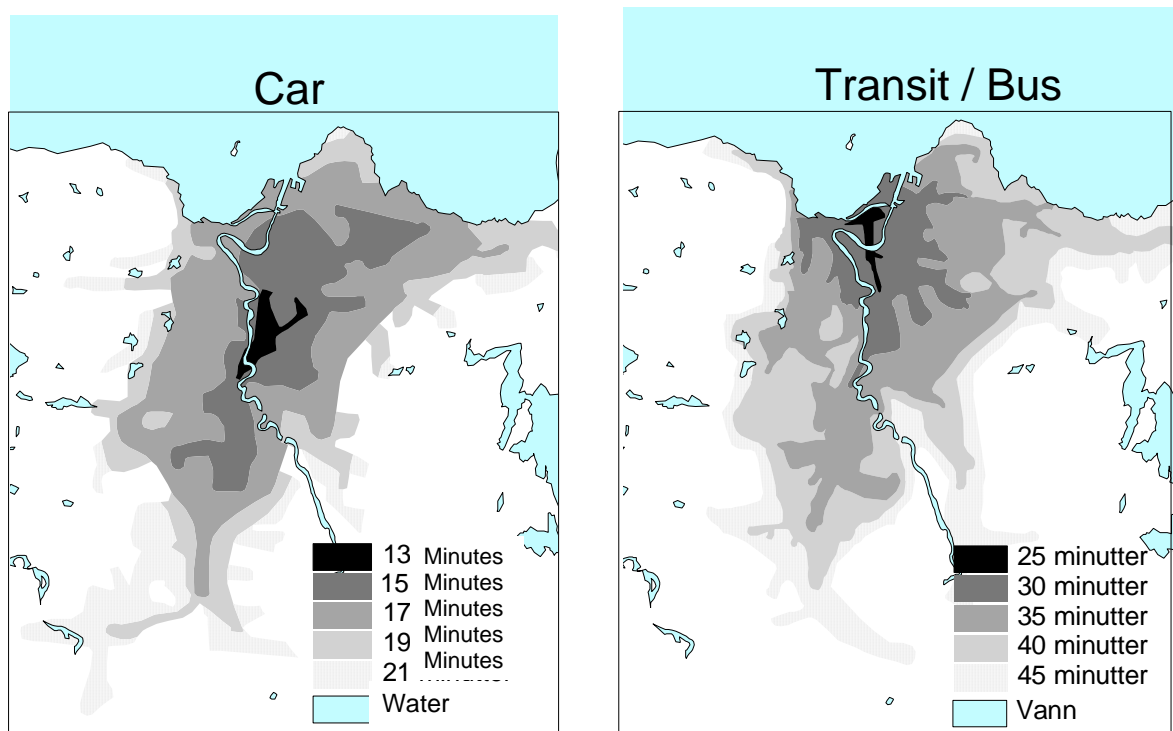 Car
13 Minutes
15 Minutes
17 Minutes
19 Minutes
21
Water
Transit / Bus
25 minutter
30 minutter
35 minutter
40 minutter
45 minutter
Vann